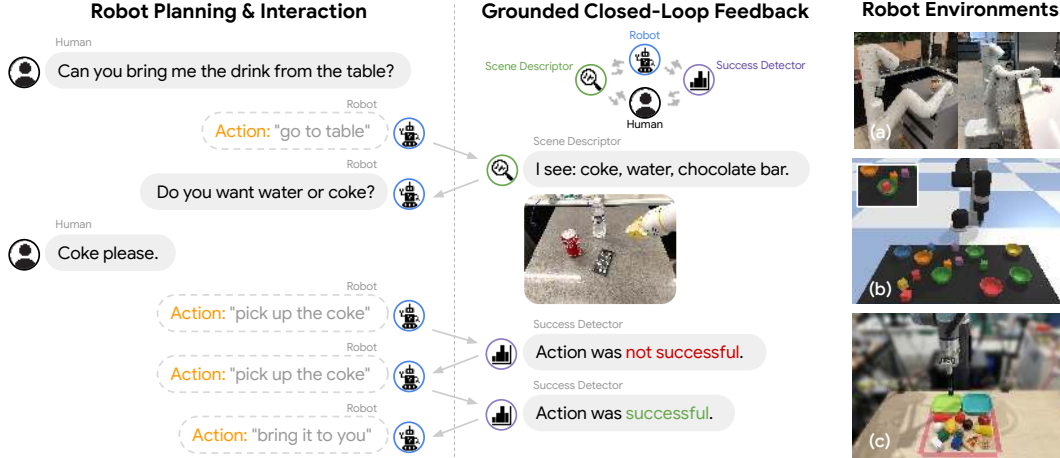 Robot Planning & Interaction
Human
Can you bring me the drink from the table?
Robot
Action: "go to table"
Robot
Do you want water or coke?
Human
Coke please.
Robot
Action: "pick up the coke"
Robot
Action: "pick up the coke"
Robot
Action: "bring it to you"
Grounded Closed-Loop Feedback
Robot
Scene Descriptor
Success Detector
Human
Scene Descriptor
I see: coke, water, chocolate bar.
Success Detector
Action was not successful.
Success Detector
Action was successful.
Robot Environments
(a)
(b)
(c)